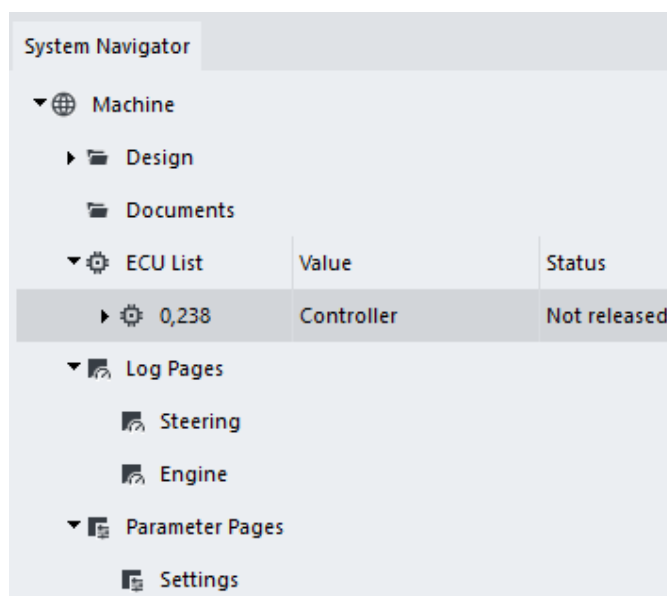 System Navigator
Machine
Design
Documents
ECU List Value Status
0,238 Controller Not released
Log Pages
Steering
Engine
Parameter Pages
Settings